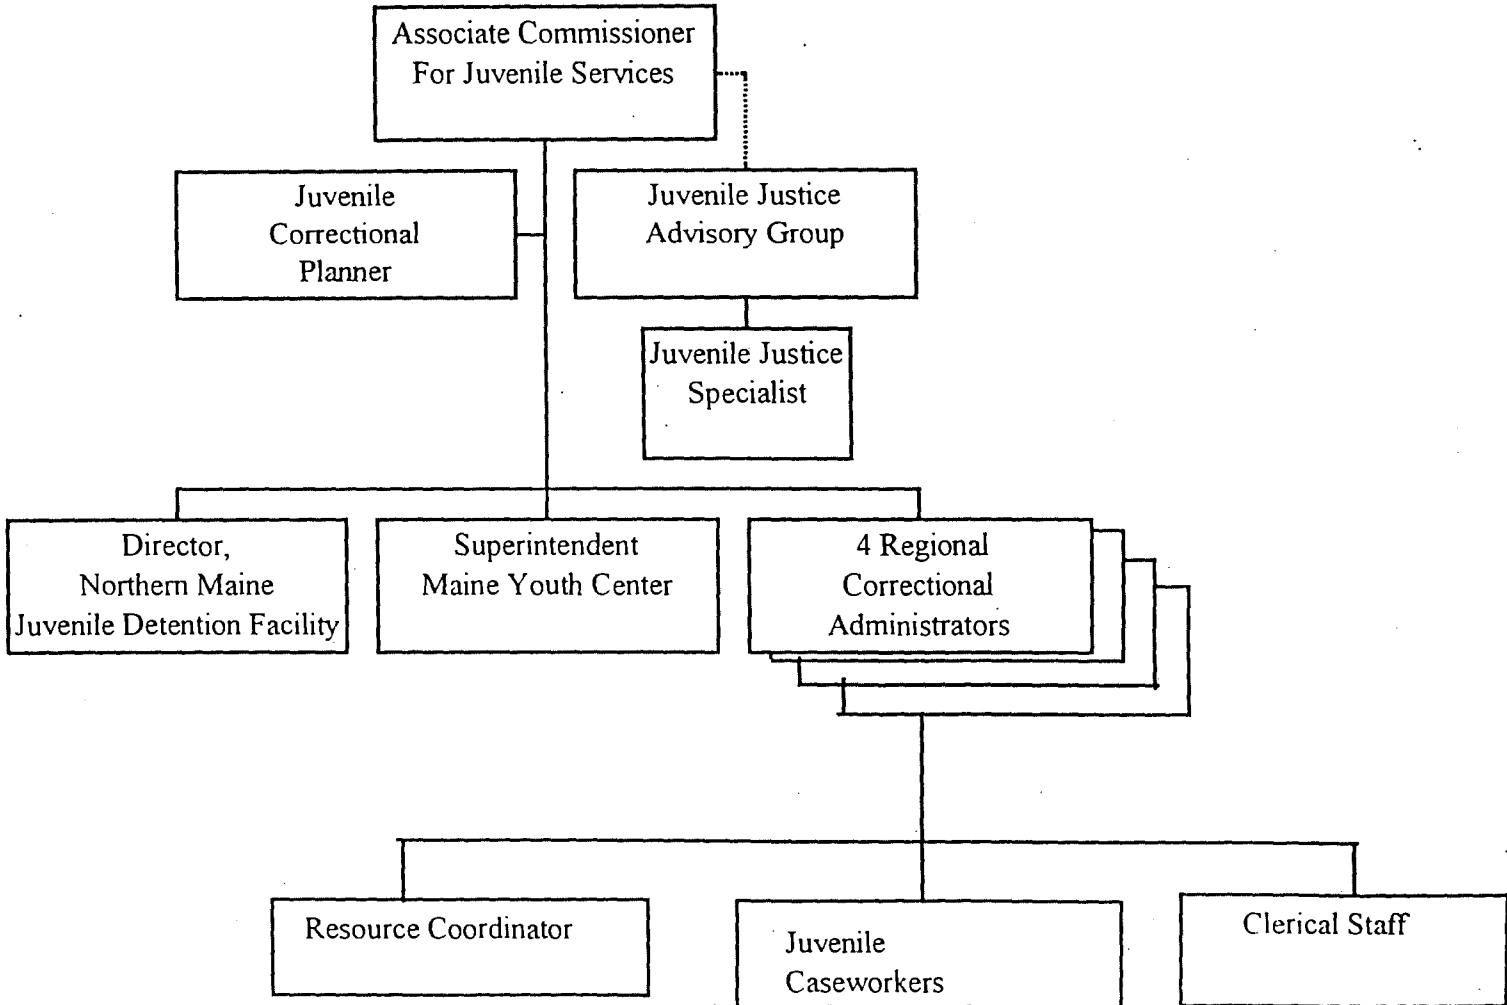 Associate Commissioner
For Juvenile Services
Juvenile
Correctional
Planner
Juvenile Justice
Advisory Group
Juvenile Justice
Specialist
Director,
Northern Maine
Juvenile Detention Facility
Superintendent
Maine Youth Center
4 Regional
Correctional
Administrators
Resource Coordinator
Juvenile
Caseworkers
Clerical Staff